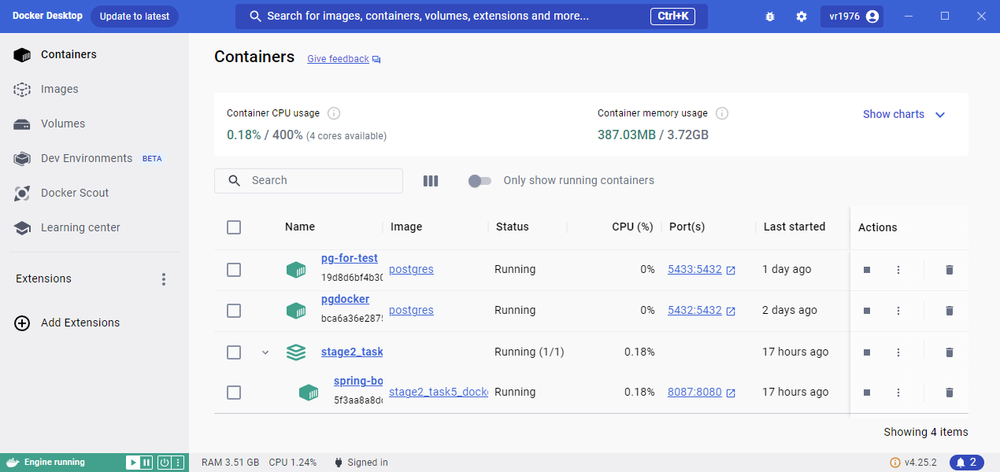 Docker Desktop Update to latest Search for images, containers, volumes, extensions and more... Ctrl+K vr1976
Containers
Images
Volumes
Dev Environments BETA
Docker Scout
Learning center
Extensions
Add Extensions
Containers Give feedback
Container CPU usage
0.18% / 400% (4 cores available)
Container memory usage
387.03MB / 3.72GB
Show charts
Search
Only show running containers
Name Image Status CPU (%) Port(s) Last started Actions
pg-for-test
19d8d6bf4b30
postgres Running 0% 5433:5432 1 day ago
pgdocker
bca6a36e2875
postgres Running 0% 5432:5432 2 days ago
stage2_task Running (1/1) 0.18% 17 hours ago
spring-bo
5f3aa8a8d
stage2_task5_docke Running 0.18% 8087:8080 17 hours ago
Showing 4 items
Engine running RAM 3.51 GB CPU 1.24% Signed in v4.25.2 2